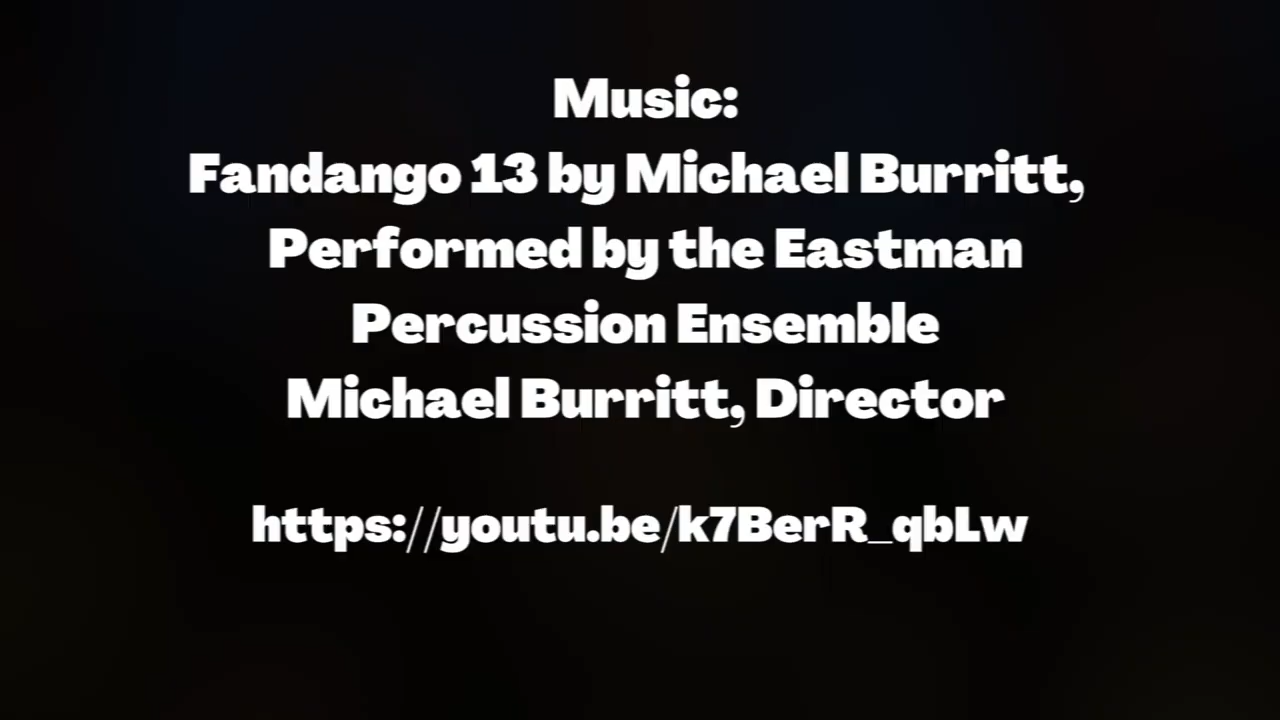 Music:
Fandango 13 by Michael Burritt,
Performed by the Eastman
Percussion Ensemble
Michael Burritt, Director
https://youtu.be/k7BerR_qbLw